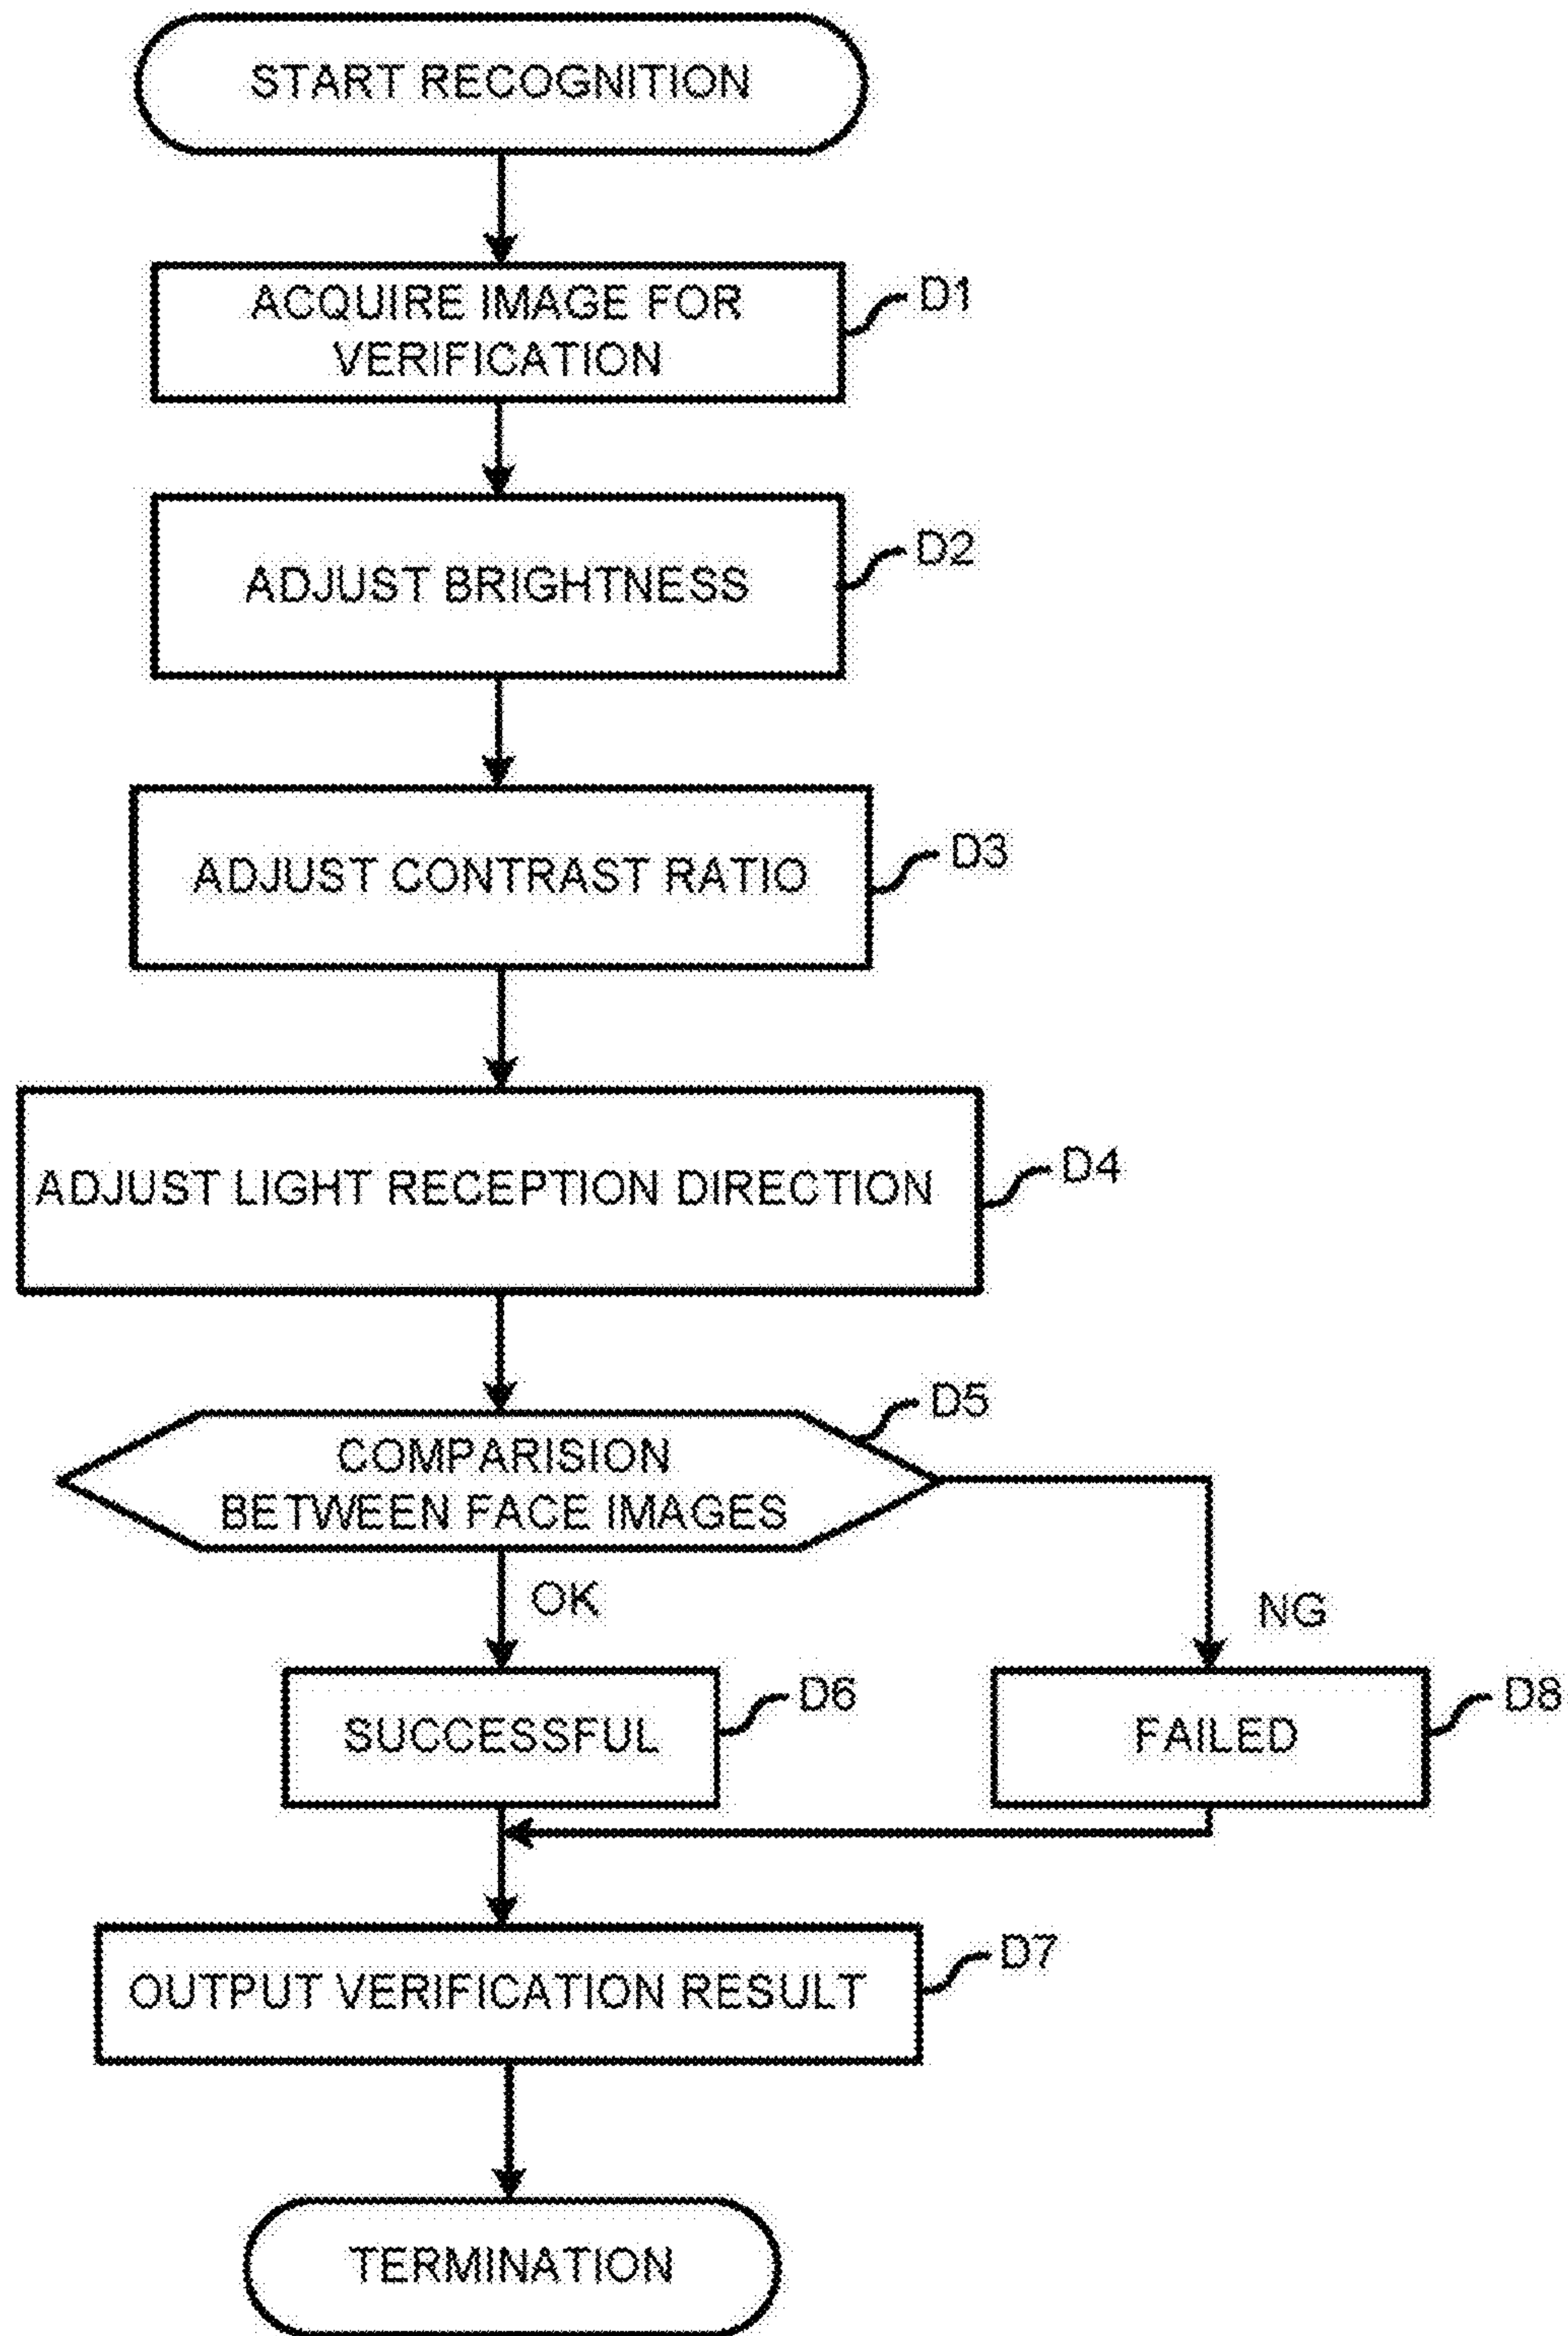 START RECOGNITION
ACQUIRE IMAGE FOR
VERIFICATION
D1
ADJUST BRIGHTNESS
D2
ADJUST CONTRAST RATIO
D3
ADJUST LIGHT RECEPTION DIRECTION
D4
COMPARISION
BETWEEN FACE IMAGES
D5
OK
NG
SUCCESSFUL
D6
FAILED
D8
OUTPUT VERIFICATION RESULT
D7
TERMINATION